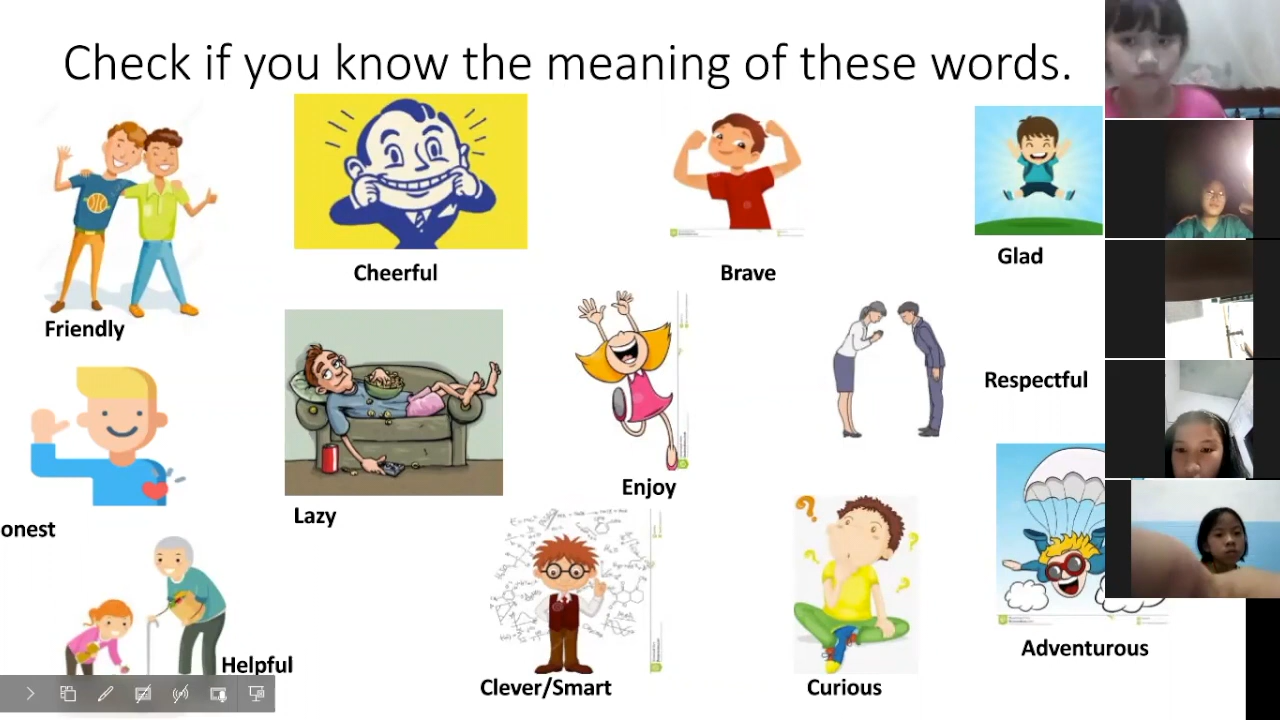 Check if you know the meaning of these words.
Cheerful
Brave
Glad
Friendly
Respectful
Enjoy
Lazy
onest
Helpful
Clever/Smart
Curious
Adventurous